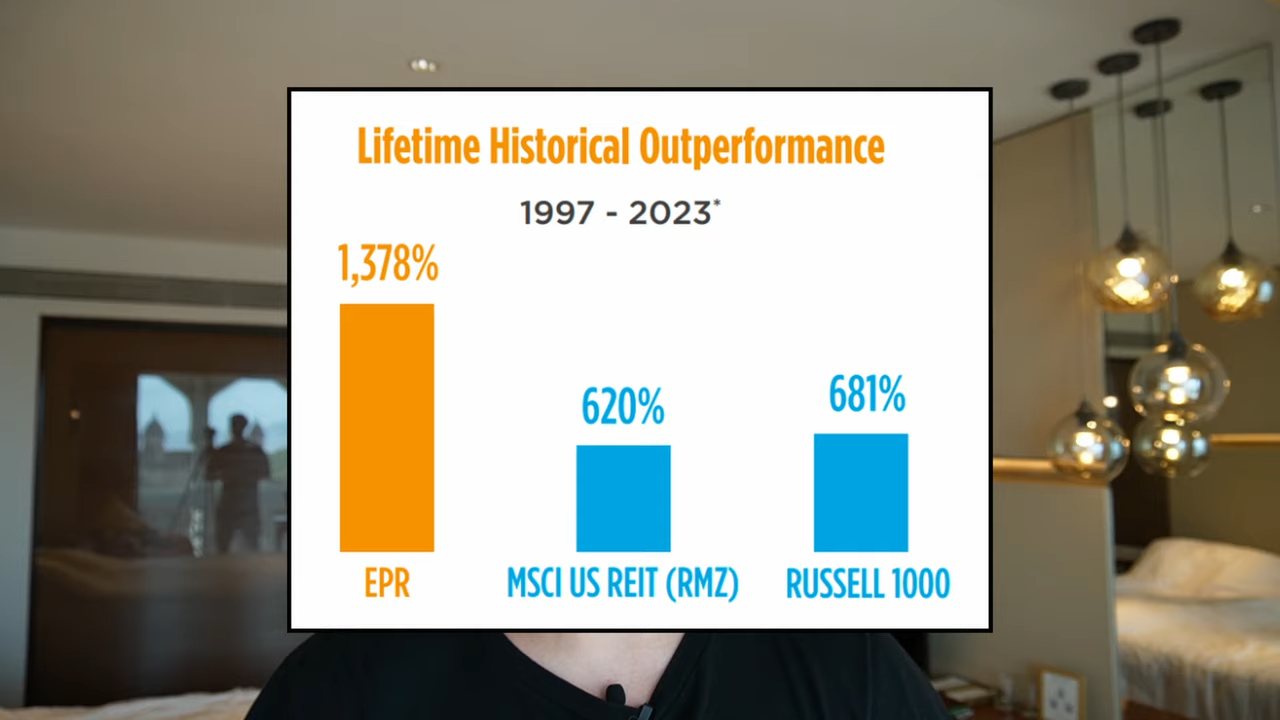 Lifetime Historical Outperformance
1997 - 2023*
1,378%
620%
681%
EPR
MSCI US REIT (RMZ)
RUSSELL 1000